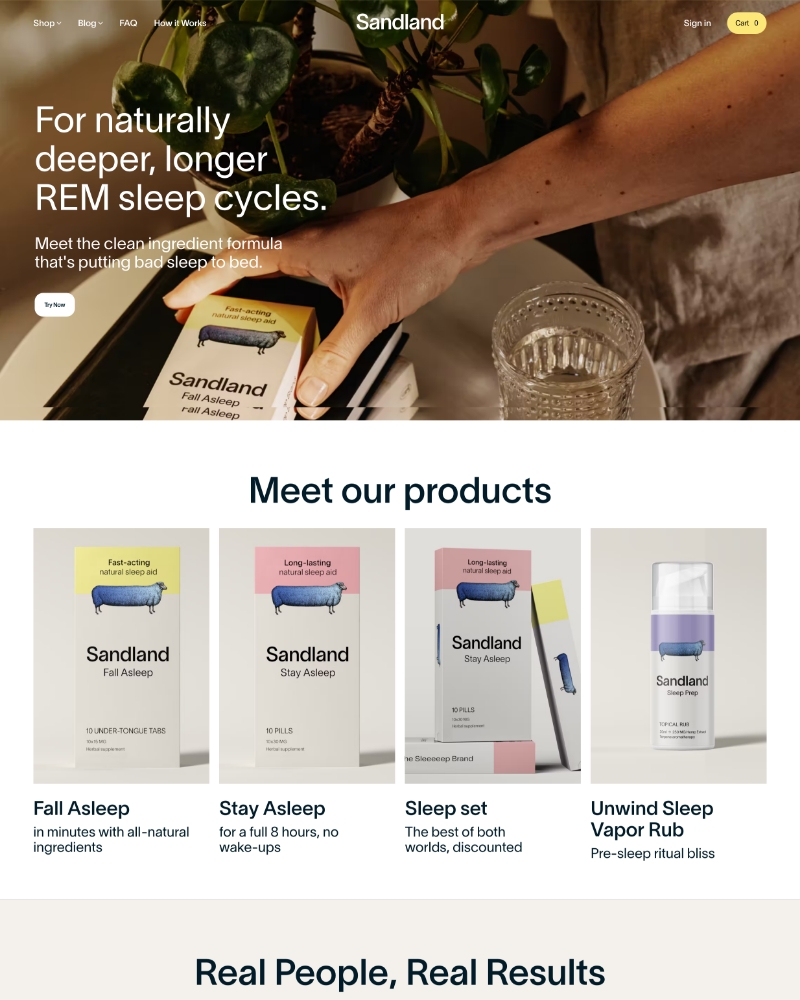 Shop
Blog
FAQ
How it Works
Sandland
Sign in
Cart 0
For naturally
deeper, longer
REM sleep cycles.
Meet the clean ingredient formula
that's putting bad sleep to bed.
Try Now
Fast-acting
natural sleep aid
Sandland
Fall Asleep
Fall Asleep
Meet our products
Fast-acting
natural sleep aid
Sandland
Fall Asleep
10 UNDER-TONGUE TABS
Herbal supplement
Long-lasting
natural sleep aid
Sandland
Stay Asleep
10 PILLS
Herbal supplement
Long-lasting
natural sleep aid
Sandland
Stay Asleep
10 PILLS
Herbal supplement
he Sleeeeep Brand
Sandland
Sleep Prep
TOPICAL RUB
Fall Asleep
in minutes with all-natural
ingredients
Stay Asleep
for a full 8 hours, no
wake-ups
Sleep set
The best of both
worlds, discounted
Unwind Sleep
Vapor Rub
Pre-sleep ritual bliss
Real People, Real Results